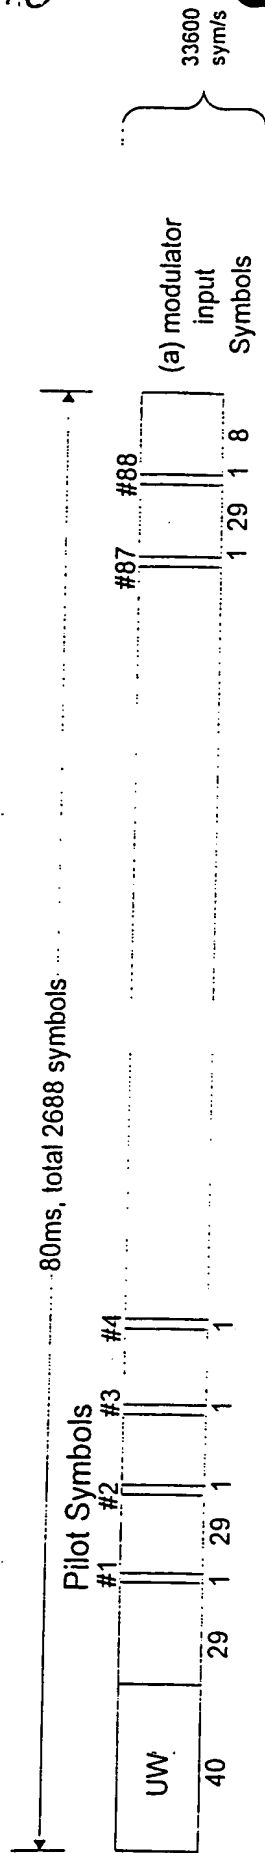 80ms, total 2688 symbols
Pilot Symbols
#1 #2 #3 #4 #87 #88
UW
40 29 1 29 1 1 1 1 29 1 8
(a) modulator
input
Symbols
33600
sym/s